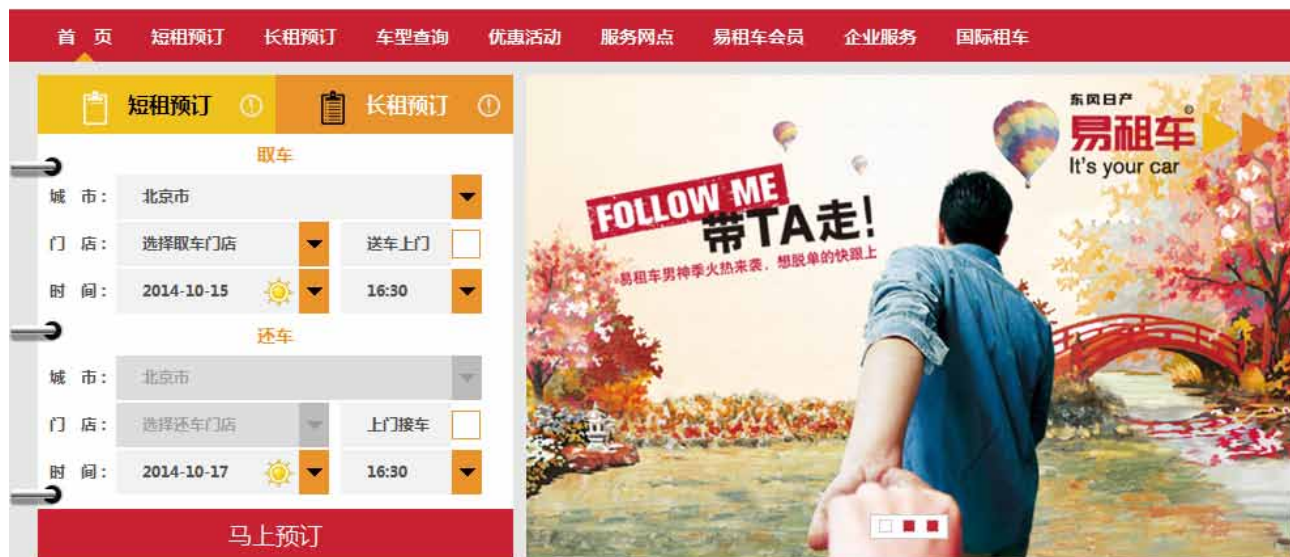 首 页 短租预订 长租预订 车型查询 优惠活动 服务网点 易租车会员 企业服务 国际租车
短租预订 长租预订
取车
城 市： 北京市
门 店： 选择取车门店 送车上门
时 间： 2014-10-15 16:30
还车
城 市： 北京市
门 店： 选择还车门店 上门接车
时 间： 2014-10-17 16:30
马上预订
东风日产
易租车
It's your car
FOLLOW ME
带TA走!
易租车男神季火热来袭，想脱单的快跟上